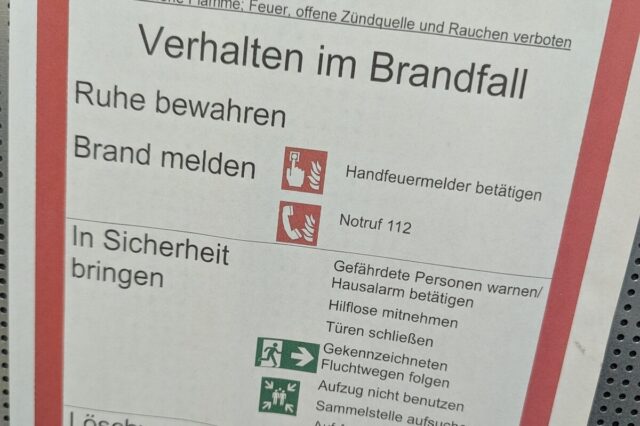 Flamme; Feuer, offene Zündquelle und Rauchen verboten
Verhalten im Brandfall
Ruhe bewahren
Brand melden
Handfeuermelder betätigen
Notruf 112
In Sicherheit
bringen
Gefährdete Personen warnen/
Hausalarm betätigen
Hilflose mitnehmen
Türen schließen
Gekennzeichneten
Fluchtwegen folgen
Aufzug nicht benutzen
Sammelstelle